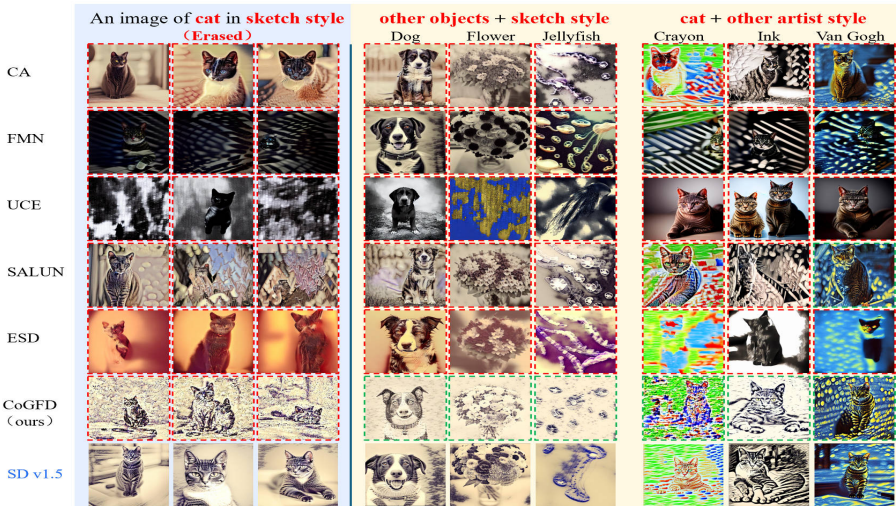 An image of cat in sketch style
（Erased）
other objects + sketch style
Dog Flower Jellyfish
cat + other artist style
Crayon Ink Van Gogh
CA
FMN
UCE
SALUN
ESD
CoGFD
（ours）
SD v1.5